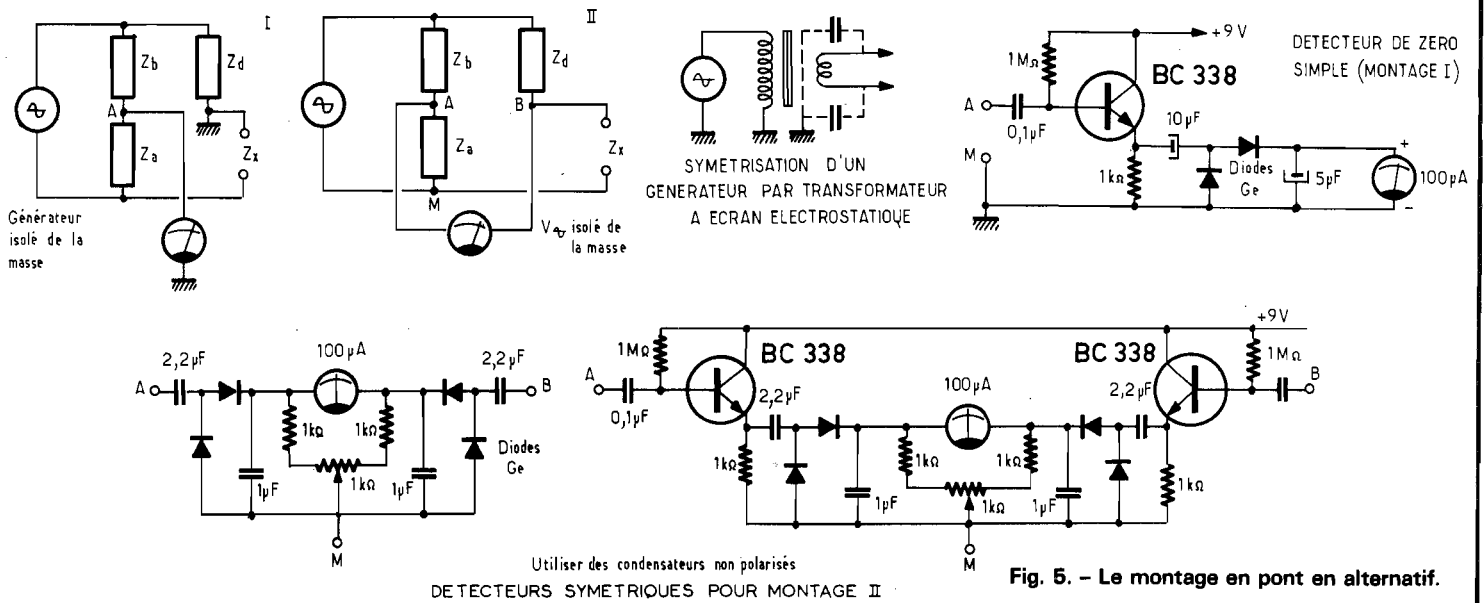 I
Zb
Zd
A
Za
Zx
Générateur
isolé de la
masse
II
Zb
Zd
A
B
Za
Zx
M
V isolé de
la masse
SYMETRISATION D'UN
GENERATEUR PAR TRANSFORMATEUR
A ECRAN ELECTROSTATIQUE
+9V
DETECTEUR DE ZERO
SIMPLE (MONTAGE I)
1MΩ
BC 338
A
0,1µF
10µF
M
1kΩ
Diodes
Ge
5µF
+
100µA
-
2,2µF
100µA
2,2µF
A
B
1kΩ
1kΩ
Diodes
Ge
1µF
1kΩ
1µF
M
+9V
1MΩ
BC 338
BC 338
1MΩ
A
B
0,1µF
2,2µF
100µA
2,2µF
1kΩ
1kΩ
1kΩ
1kΩ
1µF
1kΩ
1µF
M
Utiliser des condensateurs non polarisés
DETECTEURS SYMETRIQUES POUR MONTAGE II
Fig. 5. – Le montage en pont en alternatif.